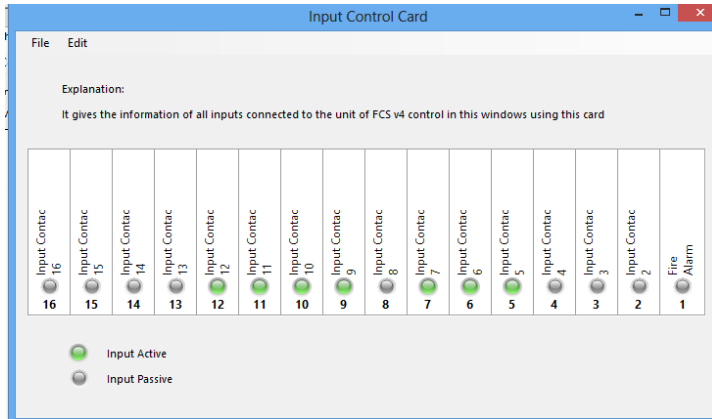 Input Control Card
File Edit
Explanation:
It gives the information of all inputs connected to the unit of FCS v4 control in this windows using this card
Input Contac 16
Input Contac 15
Input Contac 14
Input Contac 13
Input Contac 12
Input Contac 11
Input Contac 10
Input Contac 9
Input Contac 8
Input Contac 7
Input Contac 6
Input Contac 5
Input Contac 4
Input Contac 3
Input Contac 2
Fire Alarm
16 15 14 13 12 11 10 9 8 7 6 5 4 3 2 1
Input Active
Input Passive